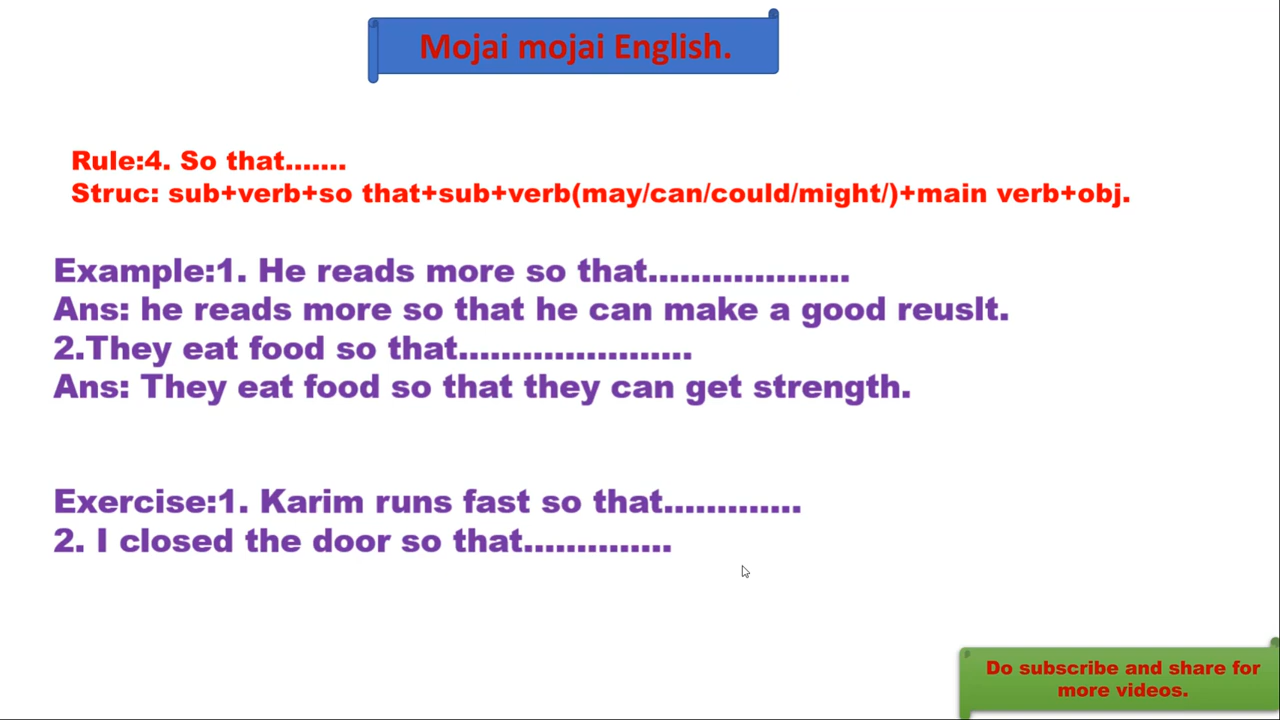 Mojai mojai English.
Rule:4. So that.......
Struc: sub+verb+so that+sub+verb(may/can/could/might/)+main verb+obj.
Example:1. He reads more so that...................
Ans: he reads more so that he can make a good reuslt.
2.They eat food so that......................
Ans: They eat food so that they can get strength.
Exercise:1. Karim runs fast so that.............
2. I closed the door so that..............
Do subscribe and share for
more videos.